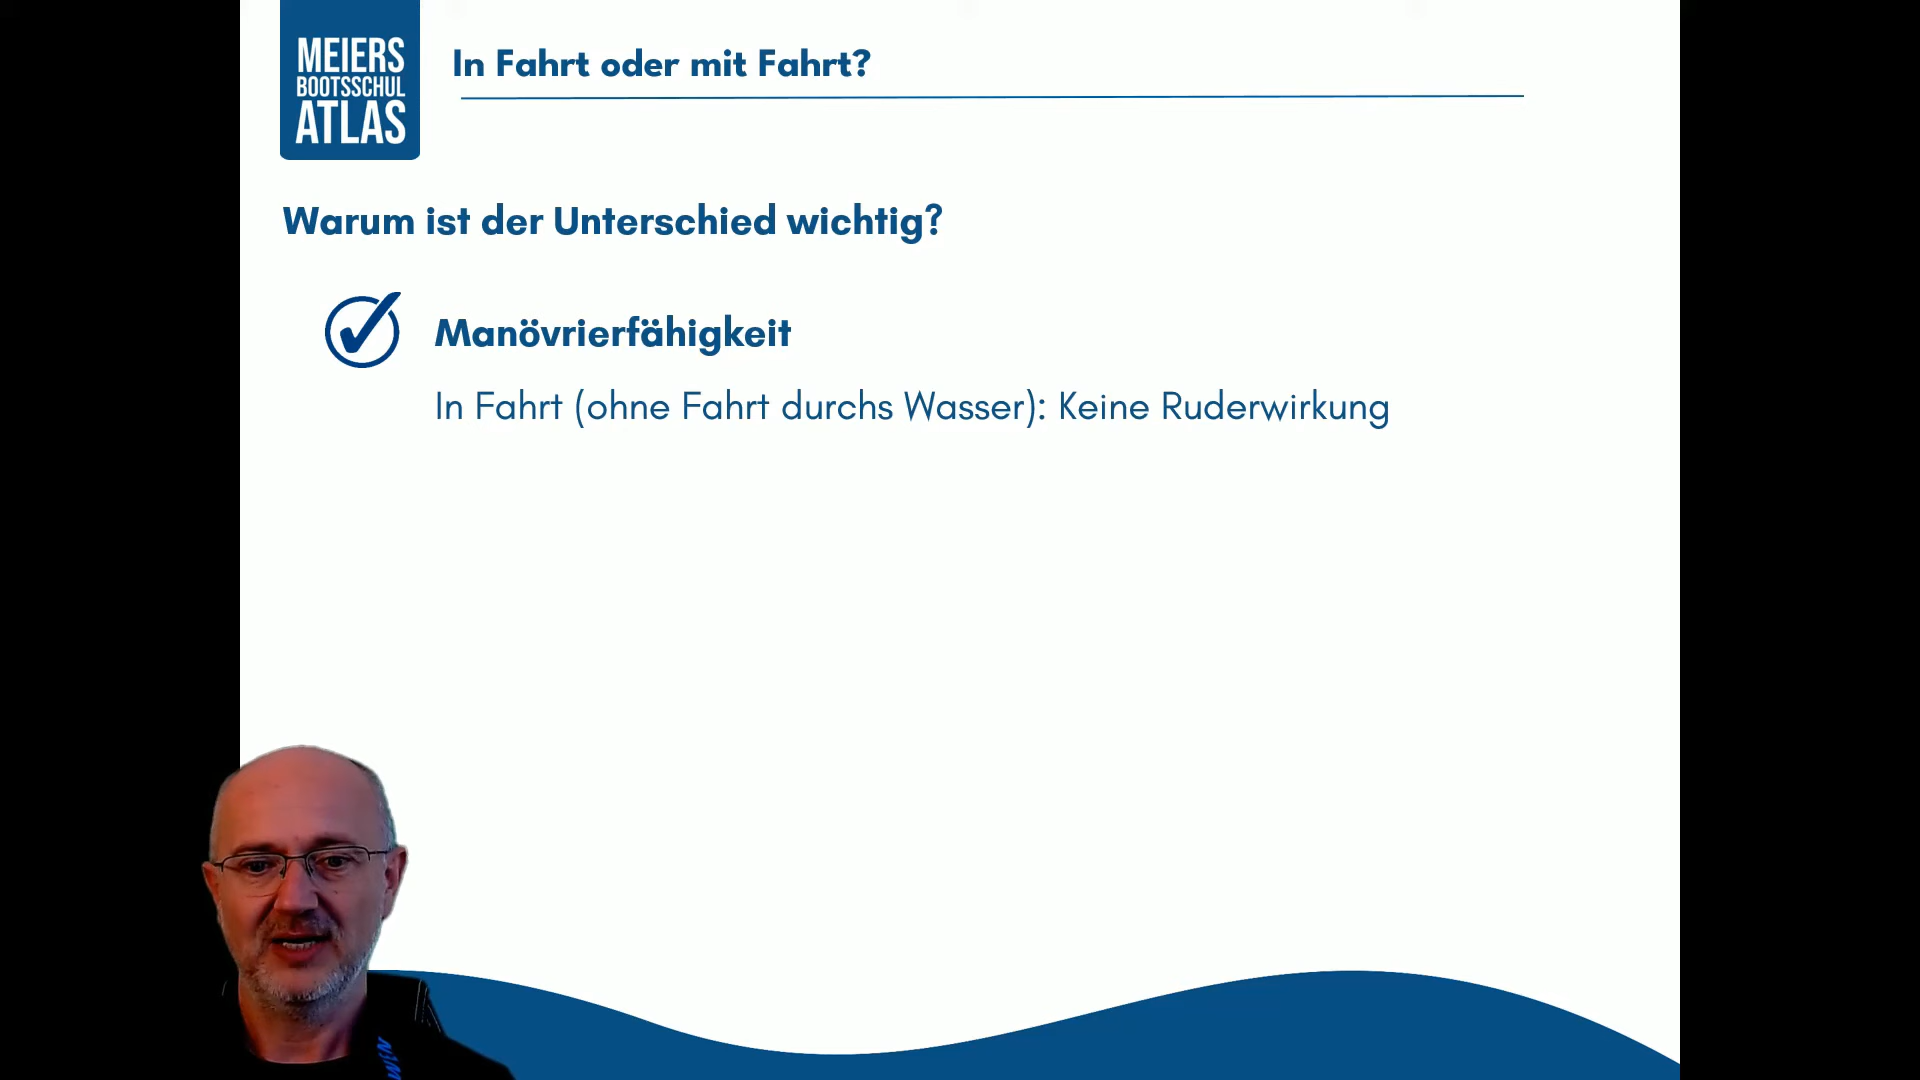 MEIERS
BOOTSSCHUL
ATLAS
In Fahrt oder mit Fahrt?
Warum ist der Unterschied wichtig?
Manövrierfähigkeit
In Fahrt (ohne Fahrt durchs Wasser): Keine Ruderwirkung